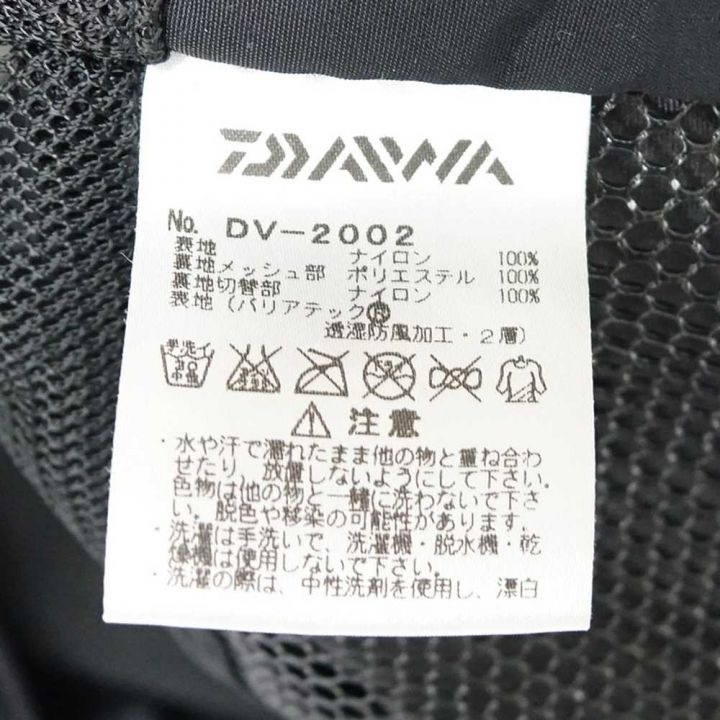 DAIWA
No. DV-2002
表地 ナイロン 100%
裏地メッシュ部 ポリエステル 100%
裏地切替部 ナイロン 100%
表地(バリアテック®
透湿防風加工・2層)
手洗イ
40
中性
⚠ 注意
・水や汗で濡れたまま他の物と重ね合わ
せたり、放置しないようにして下さい。
色物は他の物と一緒に洗わないで下さ
い。脱色や移染の可能性があります。
・洗濯は手洗いで、洗濯機・脱水機・乾
燥機は使用しないで下さい。
・洗濯の際は、中性洗剤を使用し、漂白